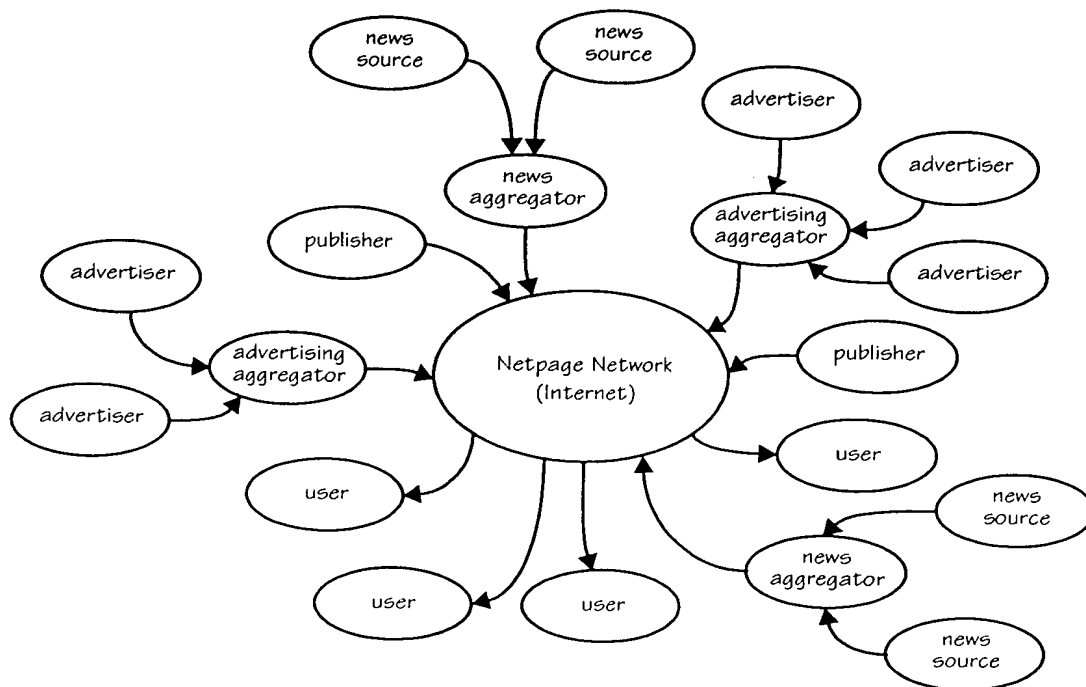 news
source
news
source
advertiser
advertiser
news
aggregator
advertising
aggregator
publisher
advertiser
advertiser
advertising
aggregator
Netpage Network
(Internet)
publisher
advertiser
user
user
news
source
news
aggregator
user
user
news
source